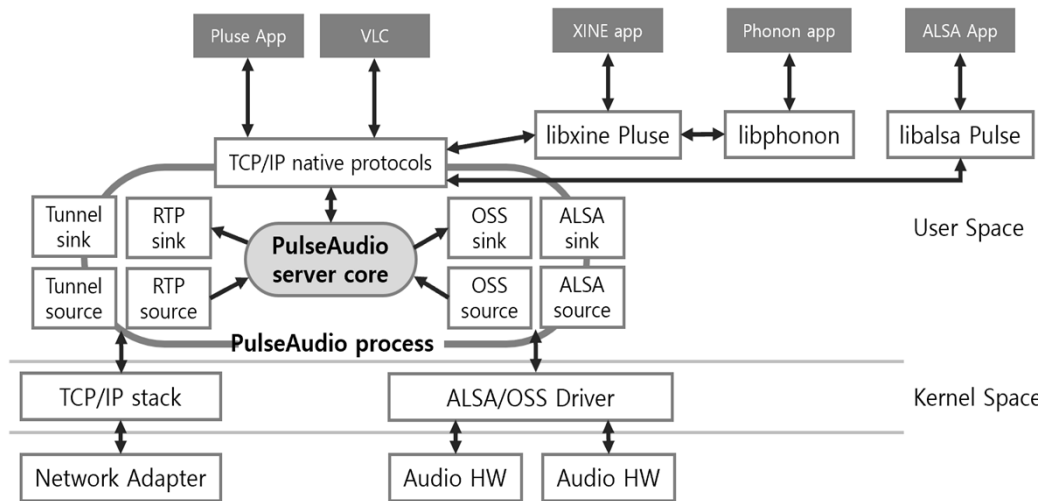 Pluse App
VLC
XINE app
Phonon app
ALSA App
libxine Pluse
libphonon
libalsa Pulse
TCP/IP native protocols
Tunnel
sink
RTP
sink
OSS
sink
ALSA
sink
User Space
PulseAudio
server core
Tunnel
source
RTP
source
OSS
source
ALSA
source
PulseAudio process
TCP/IP stack
ALSA/OSS Driver
Kernel Space
Network Adapter
Audio HW
Audio HW